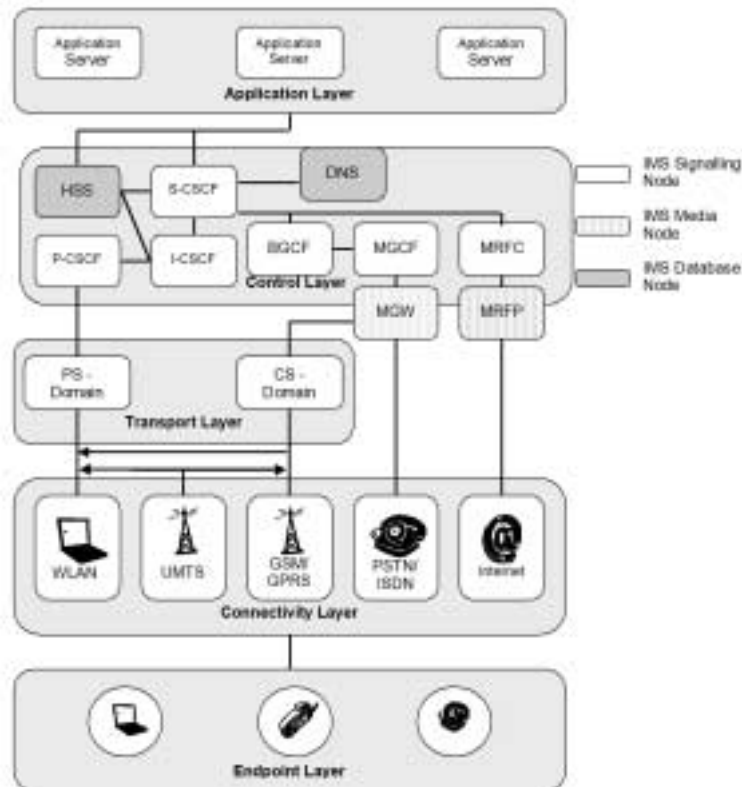 Application
Server
Application
Server
Application
Server
Application Layer
HSS
S-CSCF
DNS
P-CSCF
I-CSCF
BGCF
MGCF
MRFC
Control Layer
MGW
MRFP
IMS Signalling
Node
IMS Media
Node
IMS Database
Node
PS -
Domain
CS -
Domain
Transport Layer
WLAN
UMTS
GSM/
GPRS
PSTN/
ISDN
Internet
Connectivity Layer
Endpoint Layer